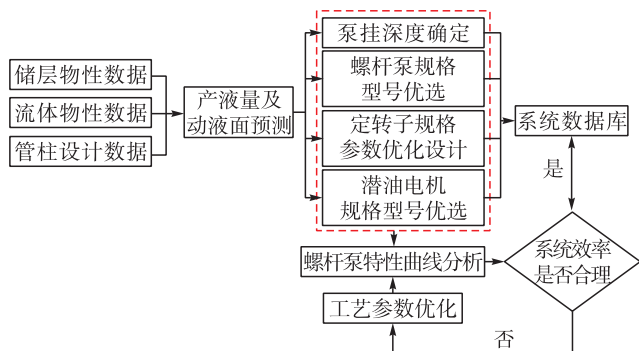 储层物性数据
流体物性数据
管柱设计数据
产液量及
动液面预测
泵挂深度确定
螺杆泵规格
型号优选
定转子规格
参数优化设计
潜油电机
规格型号优选
系统数据库
是
系统效率
是否合理
螺杆泵特性曲线分析
工艺参数优化
否